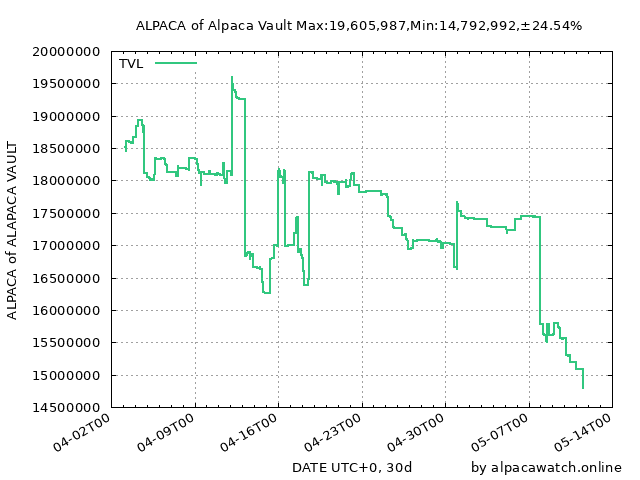 ALPACA of Alpaca Vault Max:19,605,987,Min:14,792,992,±24.54%
TVL
20000000
19500000
19000000
18500000
18000000
17500000
17000000
16500000
16000000
15500000
15000000
14500000
ALPACA of ALAPACA VAULT
04-02T00
04-09T00
04-16T00
04-23T00
04-30T00
05-07T00
05-14T00
DATE UTC+0, 30d
by alpacawatch.online